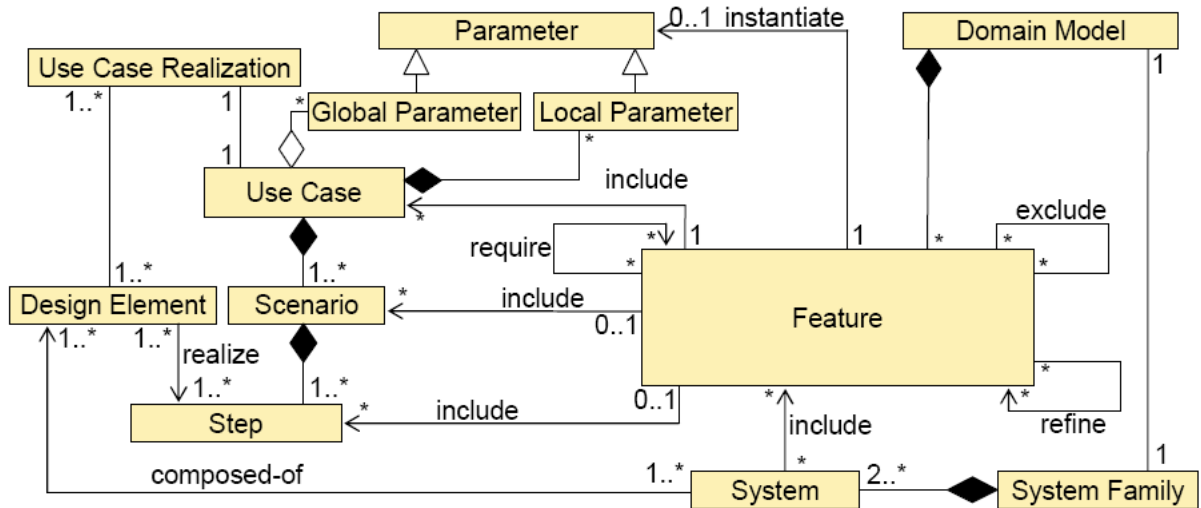 Parameter
0..1 instantiate
Domain Model
Use Case Realization
1
1..*
1
*
Global Parameter
Local Parameter
*
1
Use Case
include
*
exclude
require
*
1
1
*
*
*
*
1..*
1..*
Design Element
Scenario
*
include
Feature
1..*
1..*
0..1
realize
*
1..*
1..*
0..1
*
*
Step
*
include
include
refine
composed-of
1..*
*
2..*
1
System
System Family